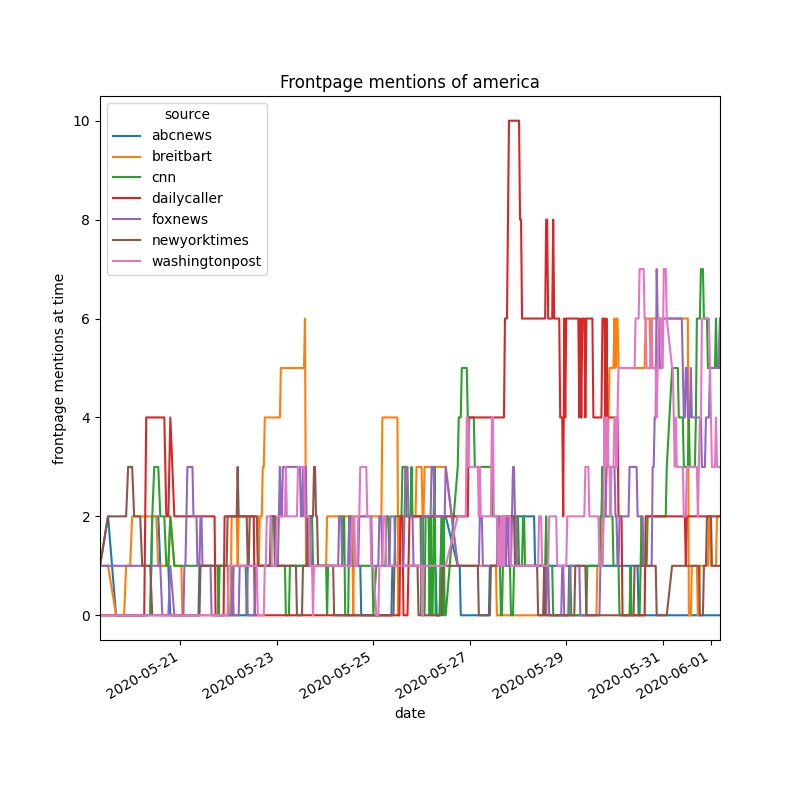 Frontpage mentions of america
source
abcnews
breitbart
cnn
dailycaller
foxnews
newyorktimes
washingtonpost
frontpage mentions at time
10
8
6
4
2
0
2020-05-21
2020-05-23
2020-05-25
2020-05-27
2020-05-29
2020-05-31
2020-06-01
date